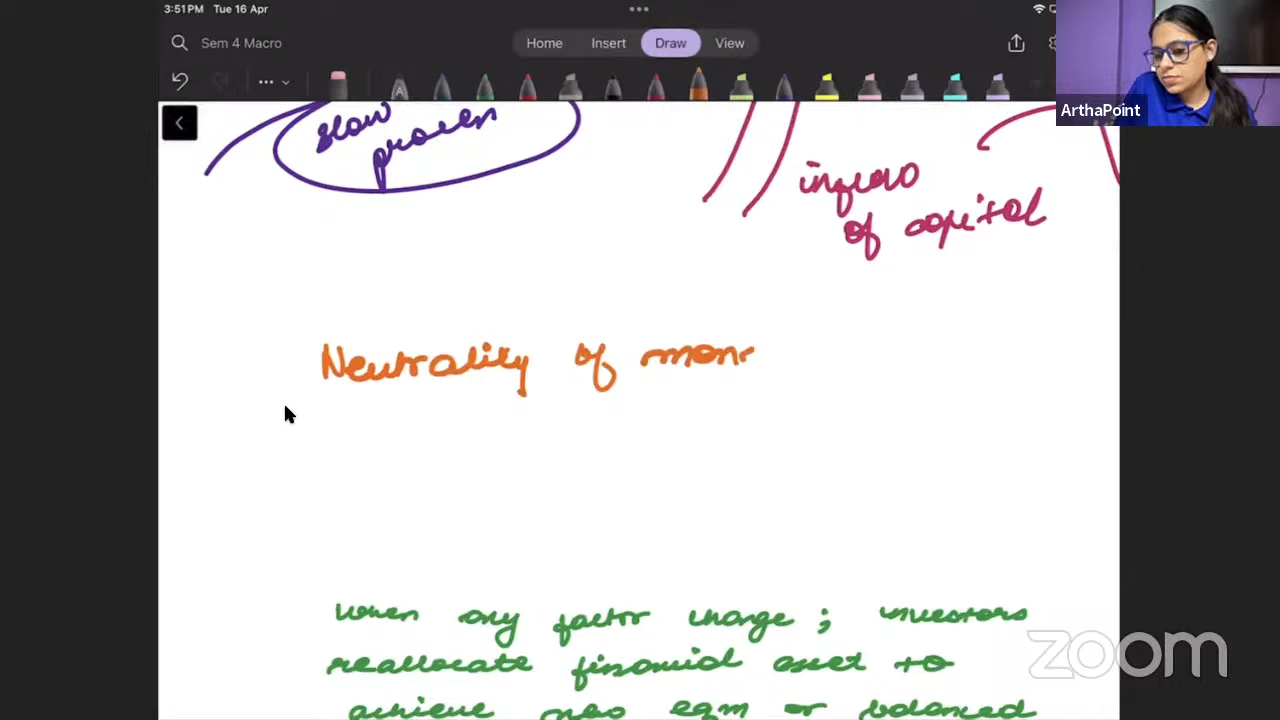 3:51 PM Tue 16 Apr
Sem 4 Macro
Home Insert Draw View
ArthaPoint
slow
process
inflow
of capital
Neutrality of mone
when any factor change ; investors
reallocate financial asset to
achieve new eqm or balanced
zoom